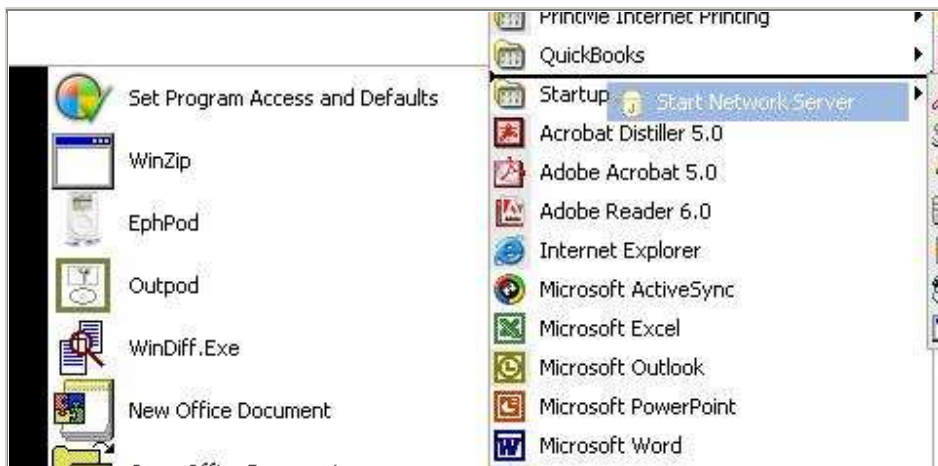 PrintMe Internet Printing
QuickBooks
Startup
Start Network Server
Acrobat Distiller 5.0
Adobe Acrobat 5.0
Adobe Reader 6.0
Internet Explorer
Microsoft ActiveSync
Microsoft Excel
Microsoft Outlook
Microsoft PowerPoint
Microsoft Word
Set Program Access and Defaults
WinZip
EphPod
Outpod
WinDiff.Exe
New Office Document